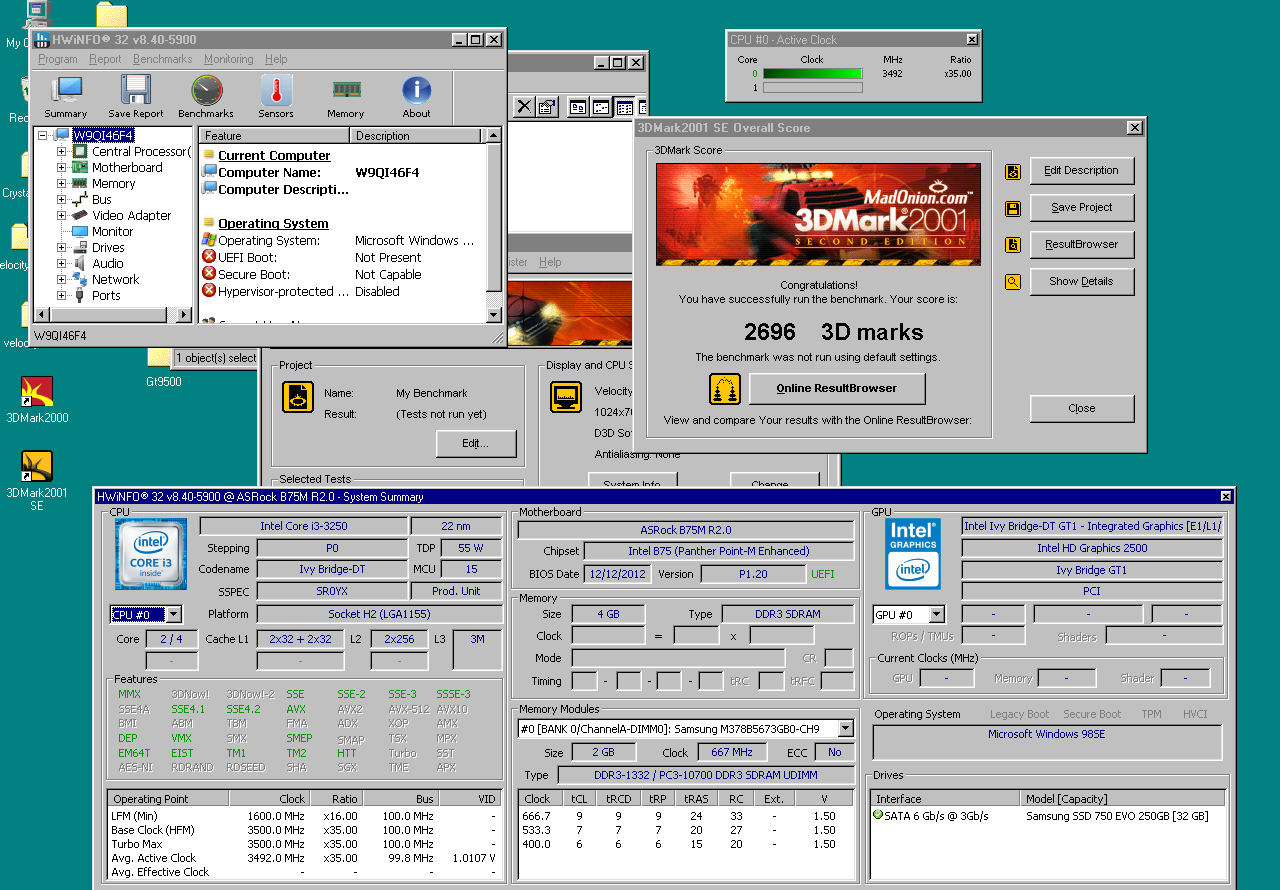 My C
HWiNFO® 32 v8.40-5900
Program Report Benchmarks Monitoring Help
Summary Save Report Benchmarks Sensors Memory About
W9QI46F4
Central Processor(
Motherboard
Memory
Bus
Video Adapter
Monitor
Drives
Audio
Network
Ports
Feature Description
Current Computer
Computer Name: W9QI46F4
Computer Descripti...
Operating System
Operating System: Microsoft Windows ...
UEFI Boot: Not Present
Secure Boot: Not Capable
Hypervisor-protected ... Disabled
W9QI46F4
Rec
Crysta
elocity
veloc
1 object(s) select
Gt9500
3DMark2000
3DMark2001
SE
CPU #0 - Active Clock
Core Clock MHz Ratio
0 3492 x35.00
1
ister Help
Project
Name: My Benchmark
Result: (Tests not run yet)
Edit...
Selected Tests
Display and CPU S
Velocity
1024x7
D3D So
Antialiasing: None
System Info
Change
3DMark2001 SE Overall Score
3DMark Score
MadOnion.com
3DMark®2001
SECOND EDITION
Congratulations!
You have successfully run the benchmark. Your score is:
2696 3D marks
The benchmark was not run using default settings.
Online ResultBrowser
View and compare Your results with the Online ResultBrowser:
Edit Description
Save Project
ResultBrowser
Show Details
Close
HWiNFO® 32 v8.40-5900 @ ASRock B75M R2.0 - System Summary
CPU
intel
CORE i3
inside
Intel Core i3-3250 22 nm
Stepping P0 TDP 55 W
Codename Ivy Bridge-DT MCU 15
SSPEC SR0YX Prod. Unit
CPU #0 Platform Socket H2 (LGA1155)
Core 2 / 4 Cache L1 2x32 + 2x32 L2 2x256 L3 3M
- - -
Features
MMX 3DNow! 3DNow!-2 SSE SSE-2 SSE-3 SSSE-3
SSE4A SSE4.1 SSE4.2 AVX AVX2 AVX-512 AVX10
BMI ABM TBM FMA ADX XOP AMX
DEP VMX SMX SMEP SMAP TSX MPX
EM64T EIST TM1 TM2 HTT Turbo SST
AES-NI RDRAND RDSEED SHA SGX TME APX
Operating Point Clock Ratio Bus VID
LFM (Min) 1600.0 MHz x16.00 100.0 MHz -
Base Clock (HFM) 3500.0 MHz x35.00 100.0 MHz -
Turbo Max 3500.0 MHz x35.00 100.0 MHz -
Avg. Active Clock 3492.0 MHz x35.00 99.8 MHz 1.0107 V
Avg. Effective Clock - - - -
Motherboard
ASRock B75M R2.0
Chipset Intel B75 (Panther Point-M Enhanced)
BIOS Date 12/12/2012 Version P1.20 UEFI
Memory
Size 4 GB Type DDR3 SDRAM
Clock = x
Mode CR
Timing - - - tRC tRFC
Memory Modules
#0 [BANK 0/ChannelA-DIMM0]: Samsung M378B5673GB0-CH9
Size 2 GB Clock 667 MHz ECC No
Type DDR3-1332 / PC3-10700 DDR3 SDRAM UDIMM
Clock tCL tRCD tRP tRAS RC Ext. V
666.7 9 9 9 24 33 - 1.50
533.3 7 7 7 20 27 - 1.50
400.0 6 6 6 15 20 - 1.50
GPU
Intel
GRAPHICS
intel
Intel Ivy Bridge-DT GT1 - Integrated Graphics [E1/L1/
Intel HD Graphics 2500
Ivy Bridge GT1
PCI
GPU #0 - - -
ROPs / TMUs - Shaders -
Current Clocks (MHz)
GPU - Memory - Shader -
Operating System Legacy Boot Secure Boot TPM HVCI
Microsoft Windows 98SE
Drives
Interface Model [Capacity]
SATA 6 Gb/s @ 3Gb/s Samsung SSD 750 EVO 250GB [32 GB]